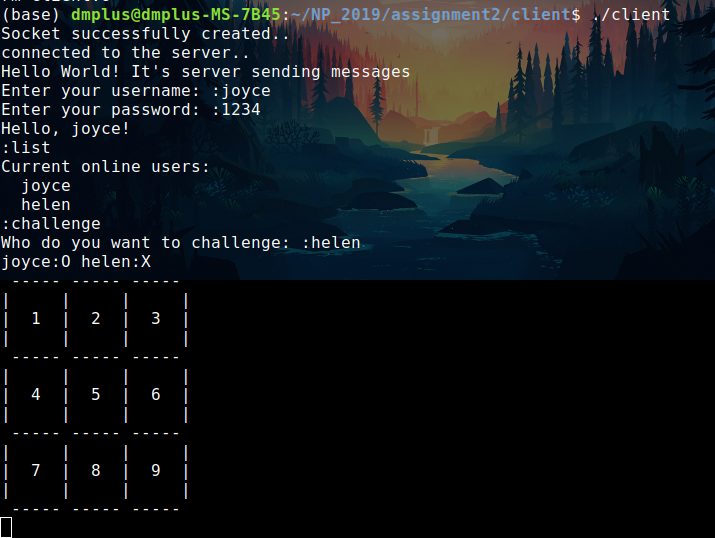 (base) dmplus@dmplus-MS-7B45:~/NP_2019/assignment2/client$ ./client
Socket successfully created..
connected to the server..
Hello World! It's server sending messages
Enter your username: :joyce
Enter your password: :1234
Hello, joyce!
:list
Current online users:
  joyce
  helen
:challenge
Who do you want to challenge: :helen
joyce:O helen:X
 ----- ----- -----
|     |     |     |
|  1  |  2  |  3  |
|     |     |     |
 ----- ----- -----
|     |     |     |
|  4  |  5  |  6  |
|     |     |     |
 ----- ----- -----
|     |     |     |
|  7  |  8  |  9  |
|     |     |     |
 ----- ----- -----